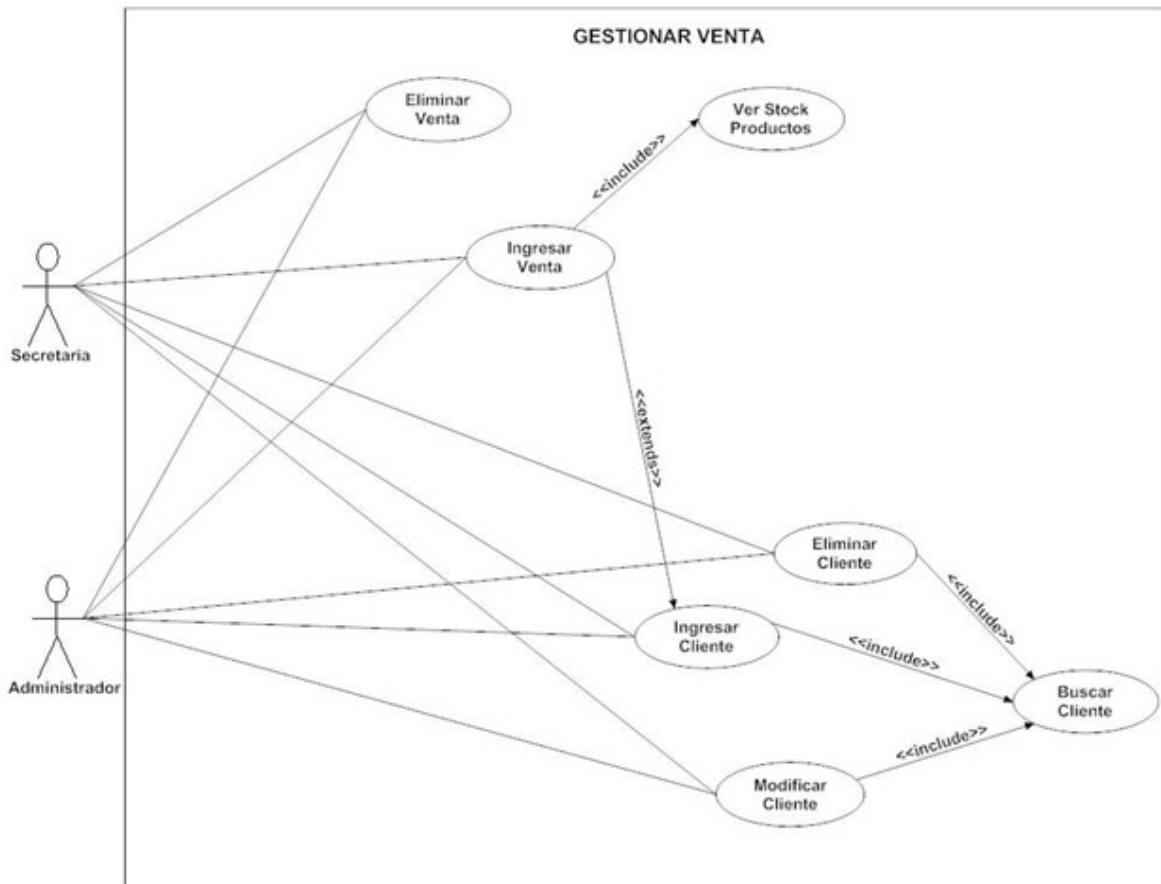 GESTIONAR VENTA
Eliminar
Venta
Ver Stock
Productos
<<include>>
Ingresar
Venta
Secretaria
<<extends>>
Eliminar
Cliente
<<include>>
Ingresar
Cliente
<<include>>
Administrador
Buscar
Cliente
<<include>>
Modificar
Cliente